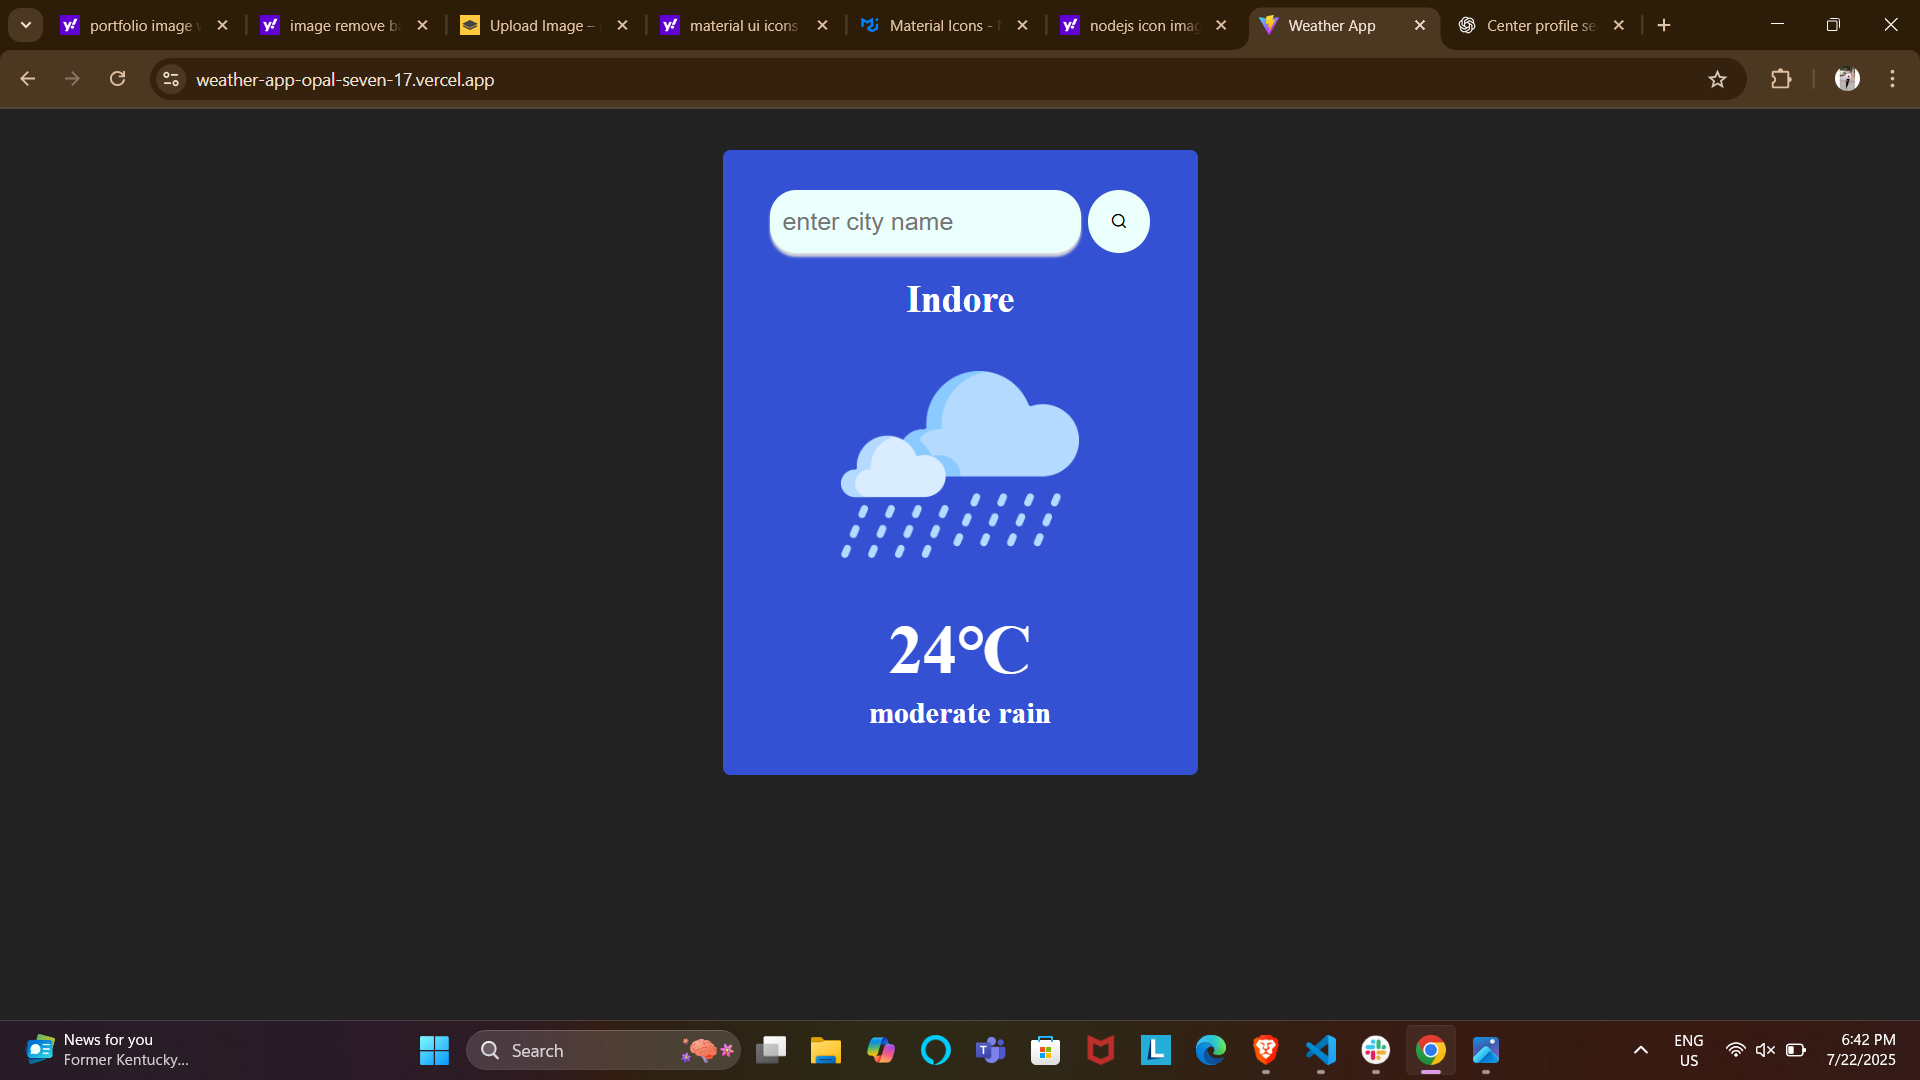 portfolio image w
image remove ba
Upload Image –
material ui icons
Material Icons - M
nodejs icon imag
Weather App
Center profile se
weather-app-opal-seven-17.vercel.app
enter city name
Indore
24°C
moderate rain
News for you
Former Kentucky...
Search
ENG
US
6:42 PM
7/22/2025